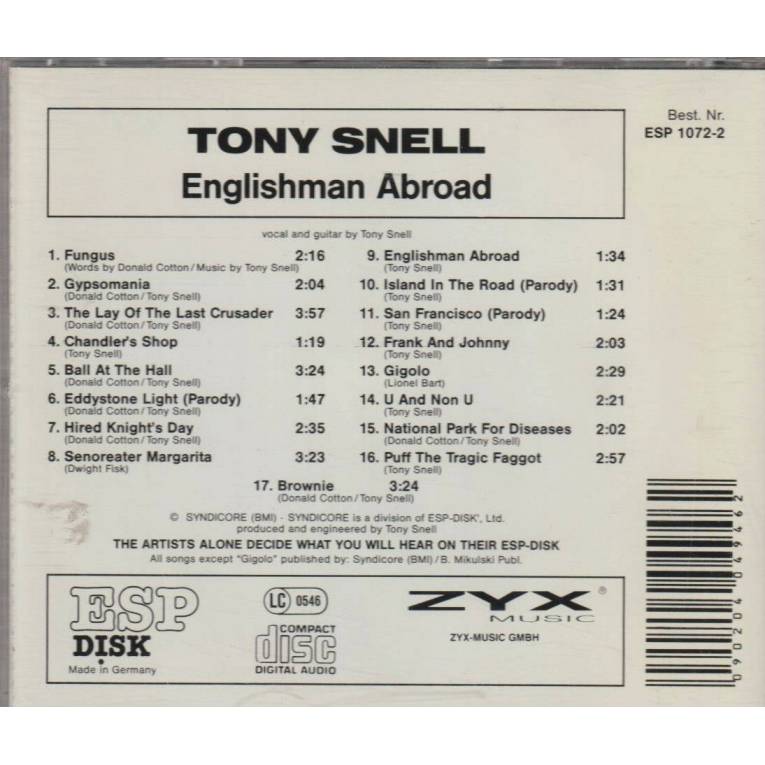 TONY SNELL
Englishman Abroad
Best. Nr.
ESP 1072-2
vocal and guitar by Tony Snell
1. Fungus 2:16
(Words by Donald Cotton/Music by Tony Snell)
2. Gypsomania 2:04
(Donald Cotton/Tony Snell)
3. The Lay Of The Last Crusader 3:57
(Donald Cotton/Tony Snell)
4. Chandler's Shop 1:19
(Tony Snell)
5. Ball At The Hall 3:24
(Donald Cotton/Tony Snell)
6. Eddystone Light (Parody) 1:47
(Donald Cotton/Tony Snell)
7. Hired Knight's Day 2:35
(Donald Cotton/Tony Snell)
8. Senoreater Margarita 3:23
(Dwight Fisk)
9. Englishman Abroad 1:34
(Tony Snell)
10. Island In The Road (Parody) 1:31
(Tony Snell)
11. San Francisco (Parody) 1:24
(Tony Snell)
12. Frank And Johnny 2:03
(Tony Snell)
13. Gigolo 2:29
(Lionel Bart)
14. U And Non U 2:21
(Tony Snell)
15. National Park For Diseases 2:02
(Donald Cotton/Tony Snell)
16. Puff The Tragic Faggot 2:57
(Tony Snell)
17. Brownie 3:24
(Donald Cotton/Tony Snell)
© SYNDICORE (BMI) - SYNDICORE is a division of ESP-DISK', Ltd.
produced and engineered by Tony Snell
THE ARTISTS ALONE DECIDE WHAT YOU WILL HEAR ON THEIR ESP-DISK
All songs except "Gigolo" published by: Syndicore (BMI)/B. Mikulski Publ.
ESP
DISK
Made in Germany
LC 0546
COMPACT
disc
DIGITAL AUDIO
ZYX®
MUSIC
ZYX-MUSIC GMBH
090204049462